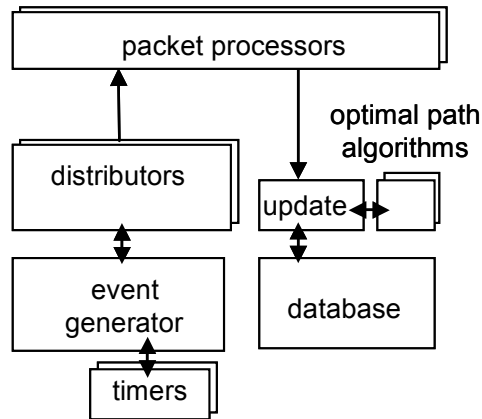 packet processors
optimal path
algorithms
distributors
update
event
generator
database
timers